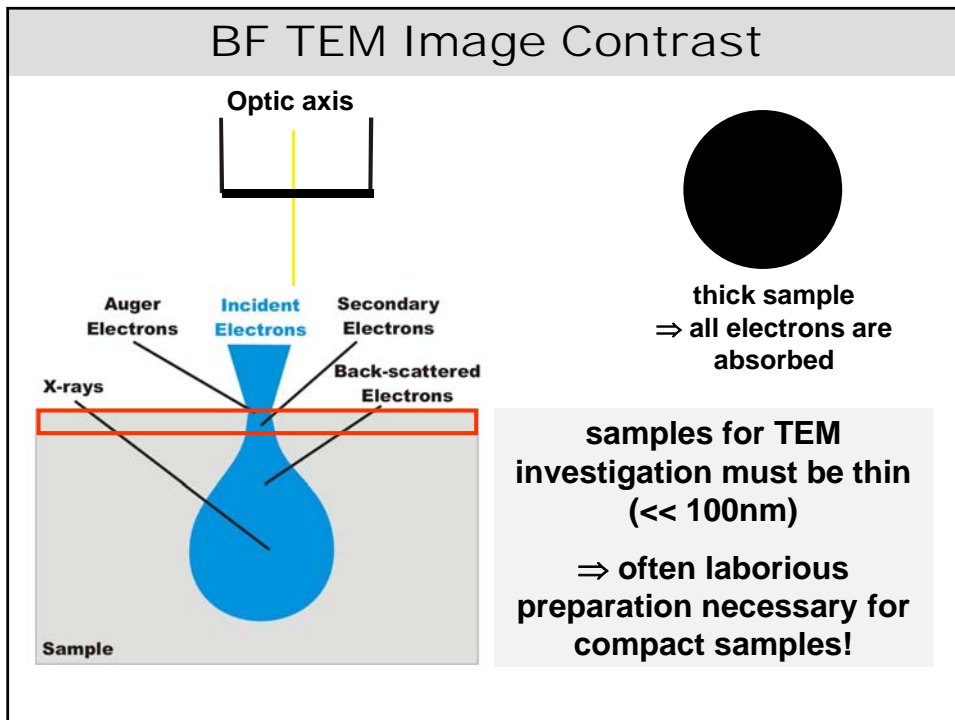 BF TEM Image Contrast
Optic axis
thick sample
⇒ all electrons are
absorbed
Auger
Electrons
Incident
Electrons
Secondary
Electrons
X-rays
Back-scattered
Electrons
Sample
samples for TEM
investigation must be thin
(<< 100nm)
⇒ often laborious
preparation necessary for
compact samples!